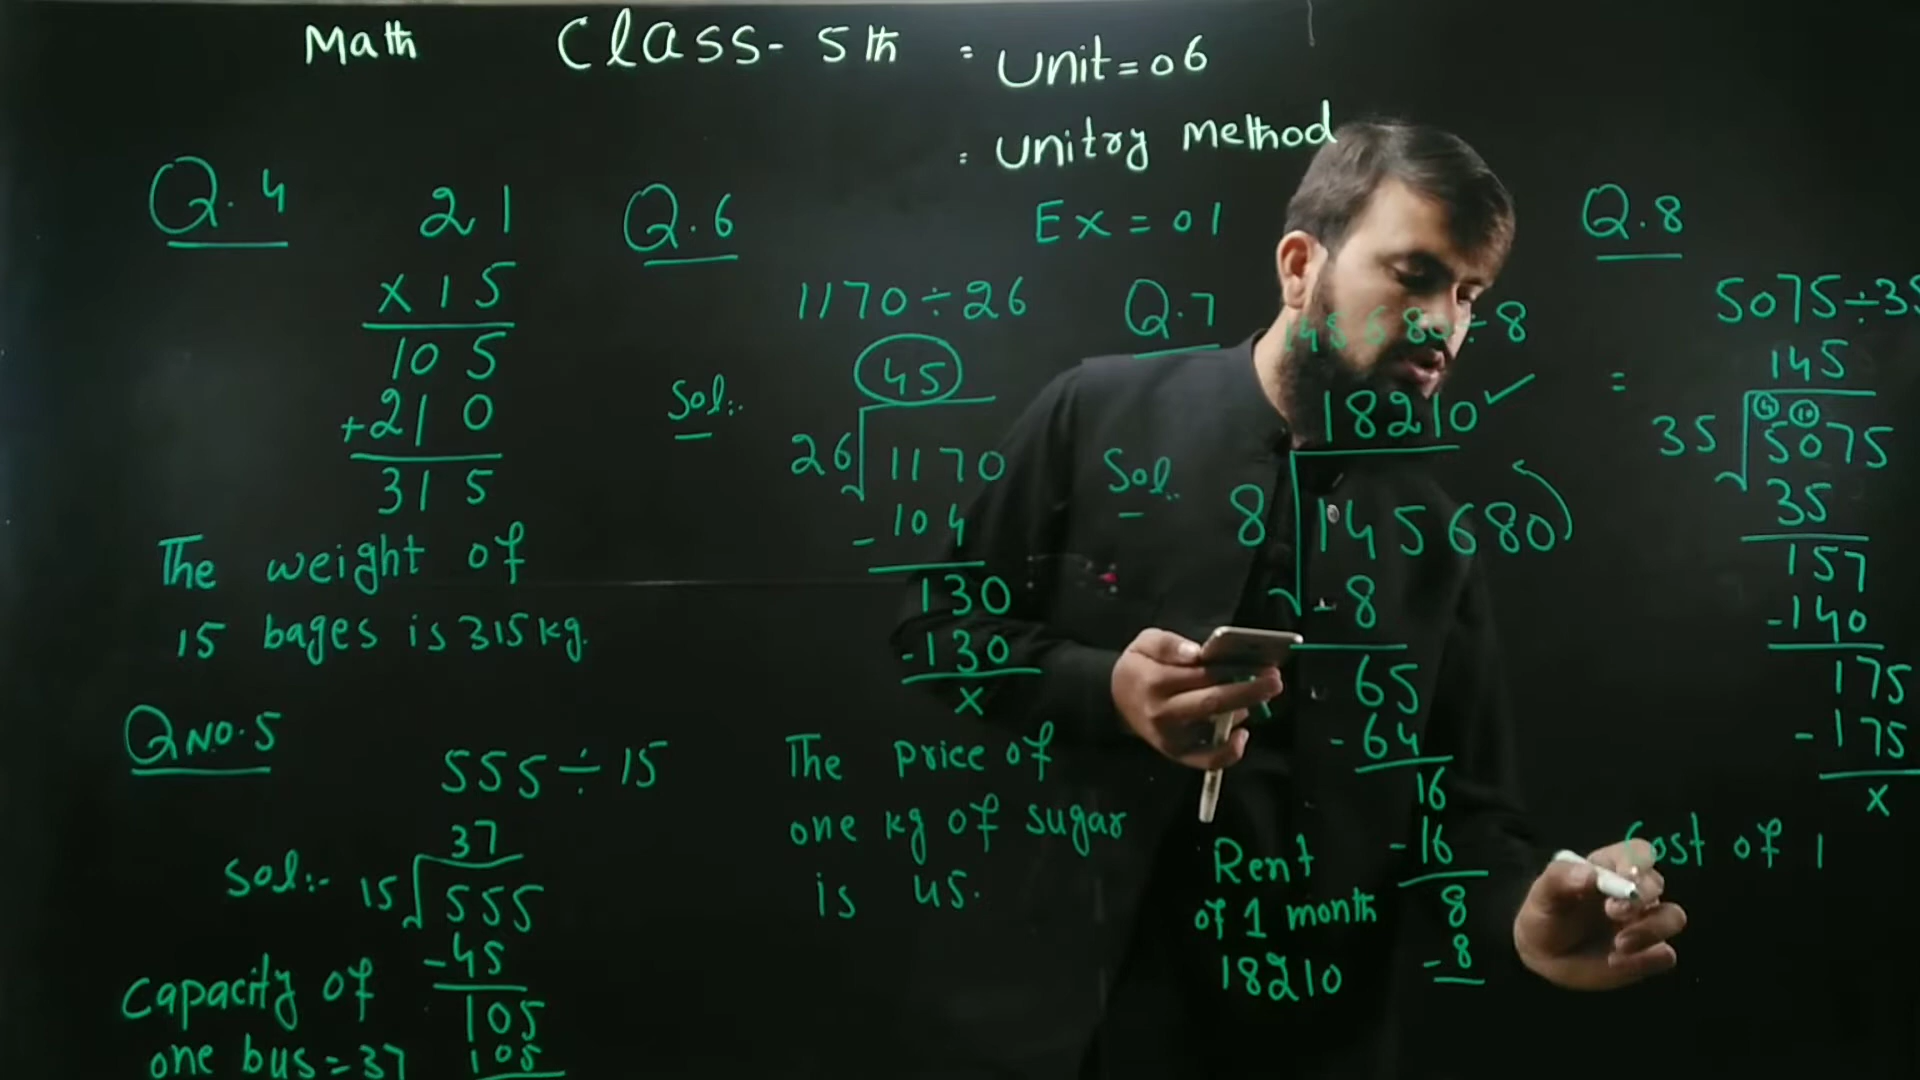 Math Class-5th = Unit=06
= Unitry Method
Ex=01
Q.4
21
x15
105
+210
315
The weight of
15 bages is 315kg.
QNO.5
555÷15
Sol:- 37
15√555
-45
105
105
Capacity of
one bus=37
Q.6
1170÷26
Sol:. 45
26√1170
-104
130
-130
x
The price of
one kg of sugar
is 45.
Q.7
145680÷8
18210 ✓
Sol:.
8√145680
-8
65
-64
16
-16
8
-8
Rent
of 1 month
18210
Q.8
5075÷35
= 145
4 10
35√5075
35
157
-140
175
-175
x
Cost of 1